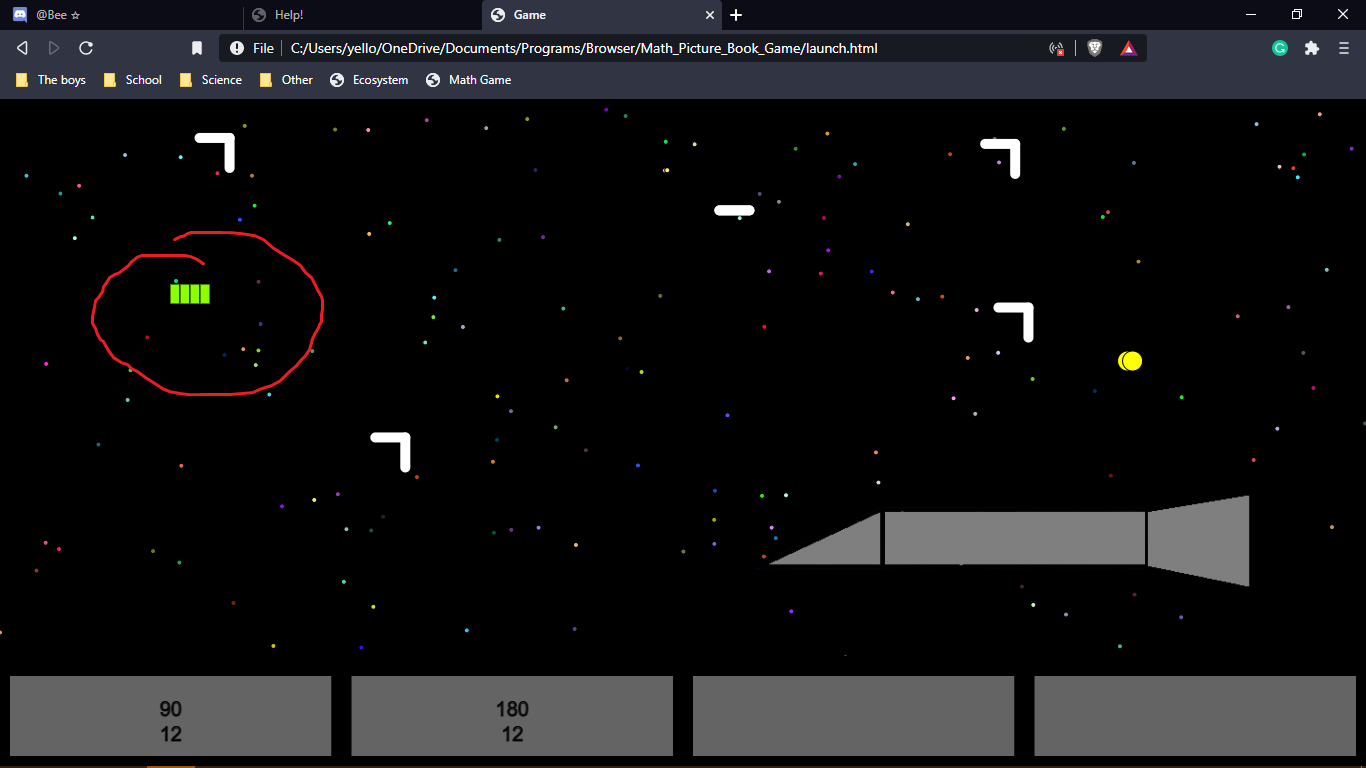 @Bee ☆
Help!
Game
File C:/Users/yello/OneDrive/Documents/Programs/Browser/Math_Picture_Book_Game/launch.html
The boys School Science Other Ecosystem Math Game
90
12
180
12